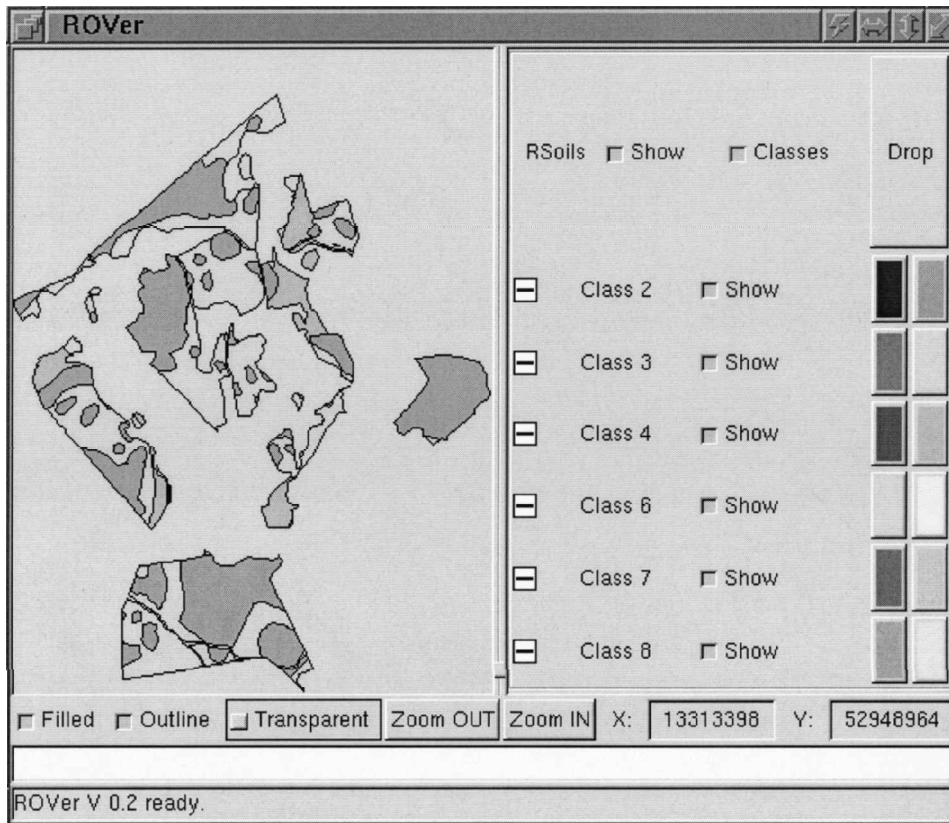 ROVer
RSoils Show Classes Drop
Class 2 Show
Class 3 Show
Class 4 Show
Class 6 Show
Class 7 Show
Class 8 Show
Filled Outline Transparent Zoom OUT Zoom IN X: 13313398 Y: 52948964
ROVer V 0.2 ready.